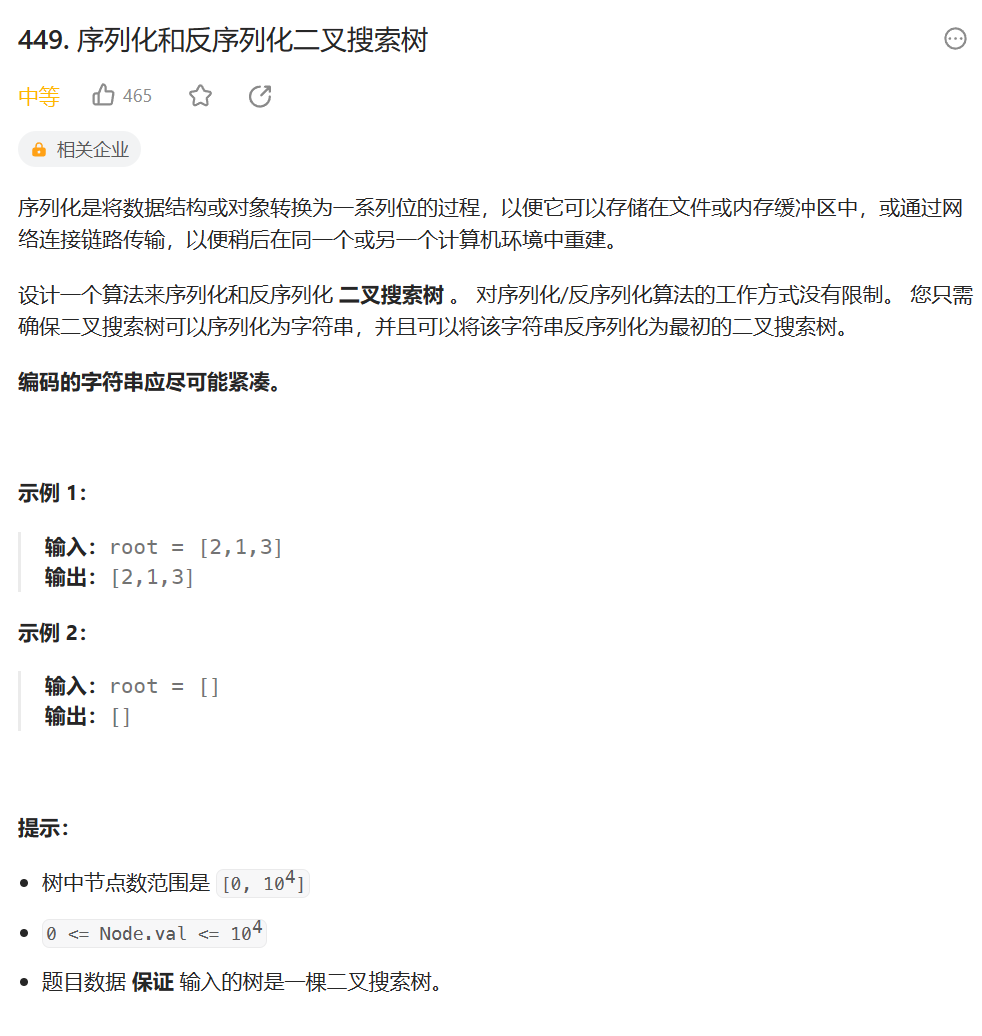 449. 序列化和反序列化二叉搜索树
中等 465
相关企业
序列化是将数据结构或对象转换为一系列位的过程，以便它可以存储在文件或内存缓冲区中，或通过网
络连接链路传输，以便稍后在同一个或另一个计算机环境中重建。
设计一个算法来序列化和反序列化 二叉搜索树 。 对序列化/反序列化算法的工作方式没有限制。 您只需
确保二叉搜索树可以序列化为字符串，并且可以将该字符串反序列化为最初的二叉搜索树。
编码的字符串应尽可能紧凑。
示例 1：
输入：root = [2,1,3]
输出：[2,1,3]
示例 2：
输入：root = []
输出：[]
提示：
• 树中节点数范围是 [0, 10⁴]
• 0 <= Node.val <= 10⁴
• 题目数据 保证 输入的树是一棵二叉搜索树。